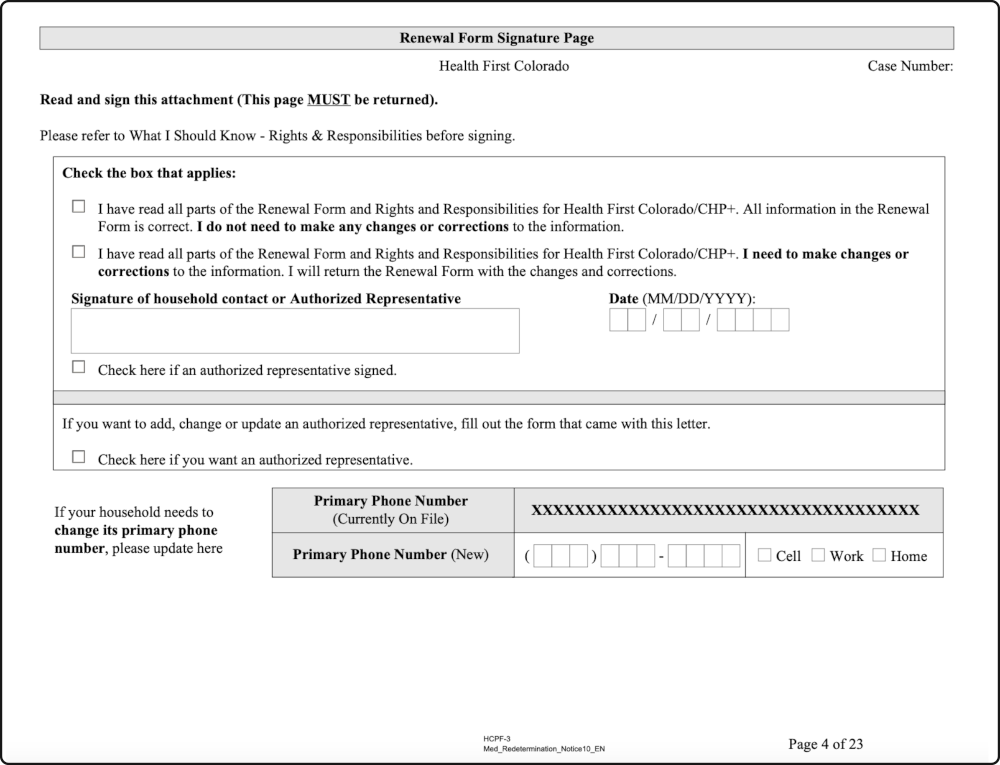 Renewal Form Signature Page
Health First Colorado
Case Number:
Read and sign this attachment (This page MUST be returned).
Please refer to What I Should Know - Rights & Responsibilities before signing.
Check the box that applies:
I have read all parts of the Renewal Form and Rights and Responsibilities for Health First Colorado/CHP+. All information in the Renewal
Form is correct. I do not need to make any changes or corrections to the information.
I have read all parts of the Renewal Form and Rights and Responsibilities for Health First Colorado/CHP+. I need to make changes or
corrections to the information. I will return the Renewal Form with the changes and corrections.
Signature of household contact or Authorized Representative
Date (MM/DD/YYYY):
/ /
Check here if an authorized representative signed.
If you want to add, change or update an authorized representative, fill out the form that came with this letter.
Check here if you want an authorized representative.
If your household needs to
change its primary phone
number, please update here
Primary Phone Number
(Currently On File)
XXXXXXXXXXXXXXXXXXXXXXXXXXXXXXXXXXXX
Primary Phone Number (New)
( ) -
Cell Work Home
HCPF-3
Med_Redetermination_Notice10_EN
Page 4 of 23